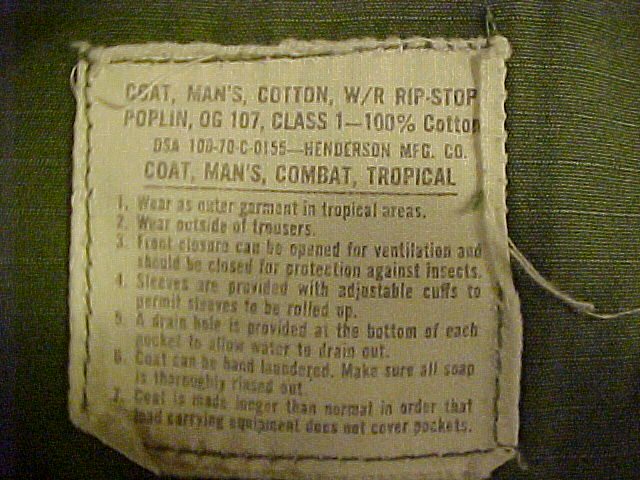 COAT, MAN'S, COTTON, W/R RIP-STOP
POPLIN, OG 107, CLASS 1—100% Cotton
DSA 100-70-C-0155—HENDERSON MFG. CO.
COAT, MAN'S, COMBAT, TROPICAL
1. Wear as outer garment in tropical areas.
2. Wear outside of trousers.
3. Front closure can be opened for ventilation and
should be closed for protection against insects.
4. Sleeves are provided with adjustable cuffs to
permit sleeves to be rolled up.
5. A drain hole is provided at the bottom of each
pocket to allow water to drain out.
6. Coat can be hand laundered. Make sure all soap
is thoroughly rinsed out.
7. Coat is made longer than normal in order that
load carrying equipment does not cover pockets.